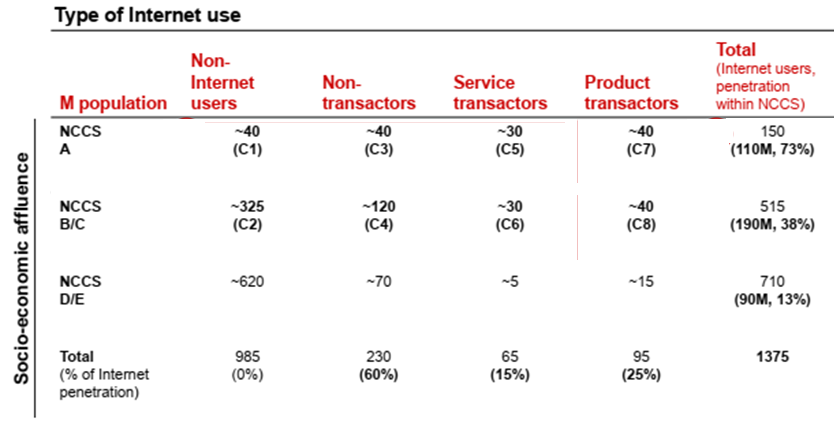 Type of Internet use
M population
Non-
Internet
users
Non-
transactors
Service
transactors
Product
transactors
Total
(Internet users,
penetration
within NCCS)
Socio-economic affluence
NCCS
A
~40
(C1)
~40
(C3)
~30
(C5)
~40
(C7)
150
(110M, 73%)
NCCS
B/C
~325
(C2)
~120
(C4)
~30
(C6)
~40
(C8)
515
(190M, 38%)
NCCS
D/E
~620
~70
~5
~15
710
(90M, 13%)
Total
(% of Internet
penetration)
985
(0%)
230
(60%)
65
(15%)
95
(25%)
1375